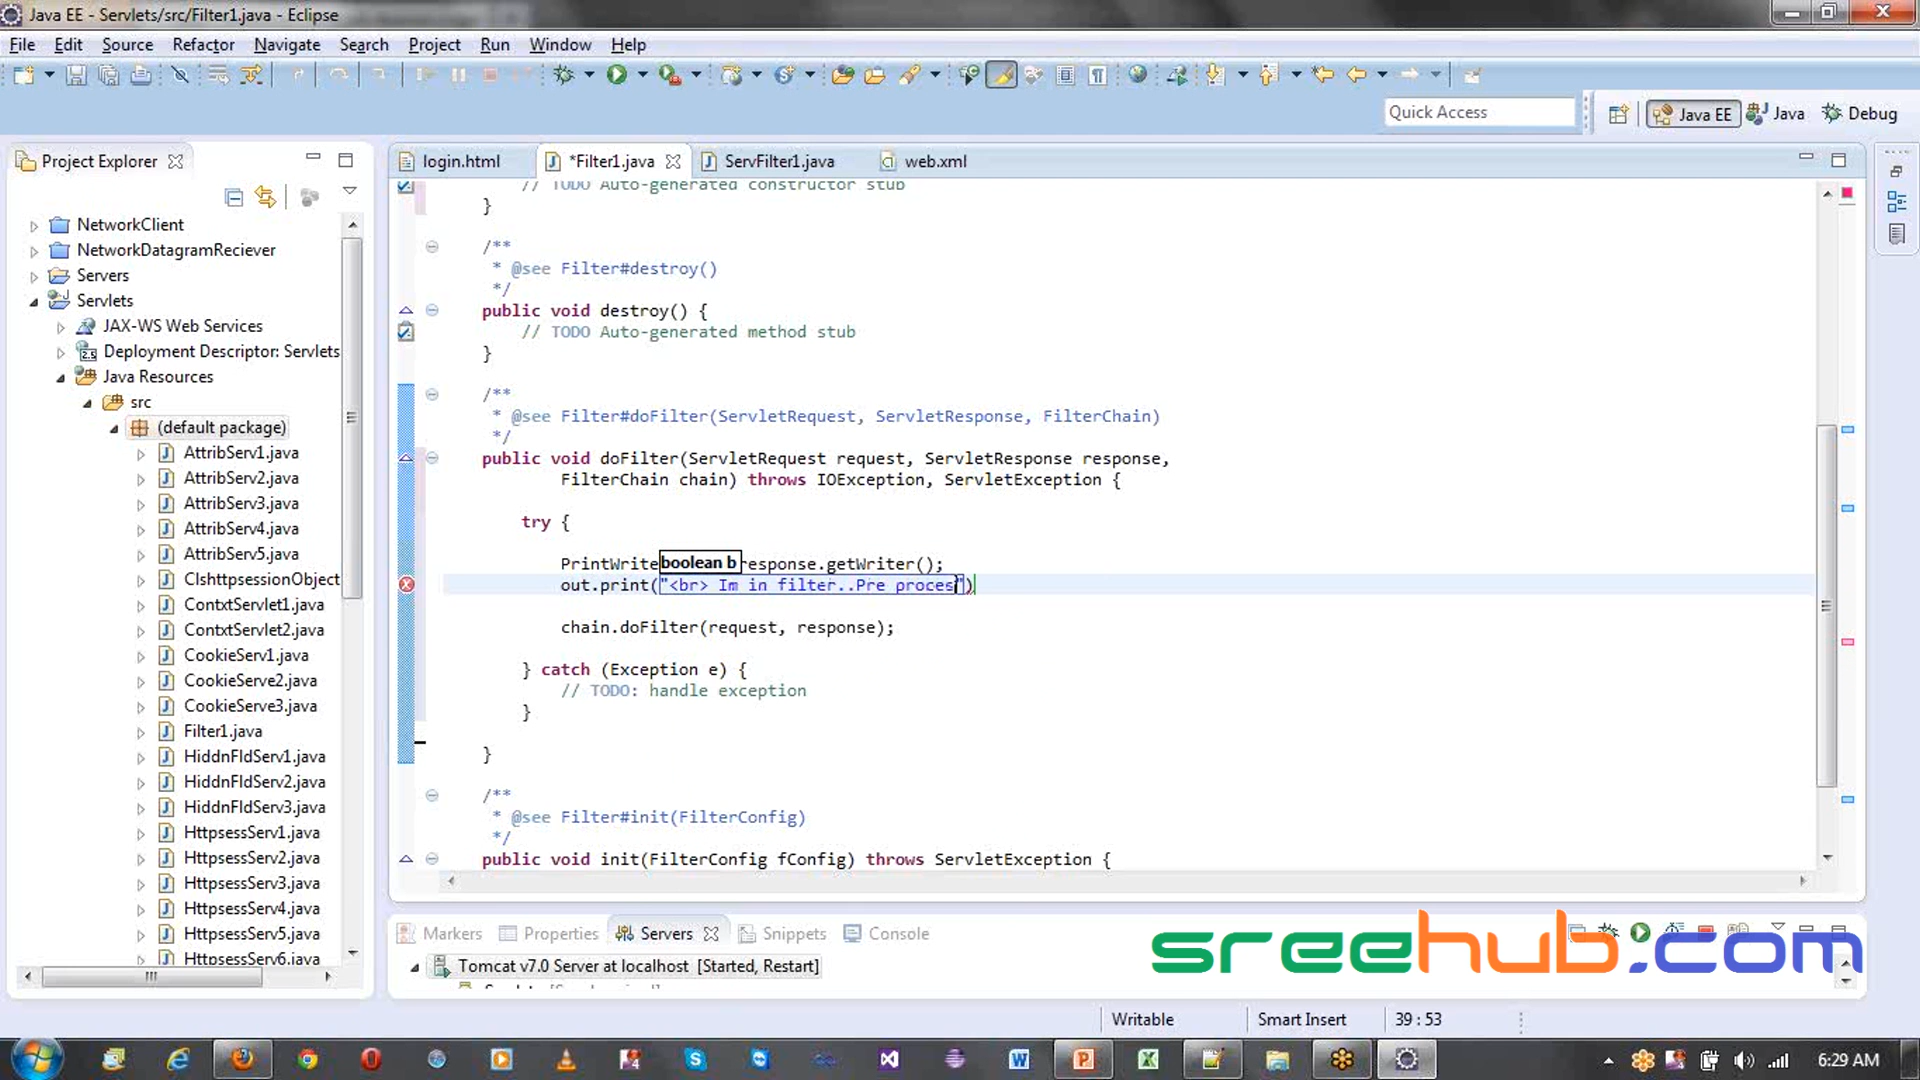 Java EE - Servlets/src/Filter1.java - Eclipse
File Edit Source Refactor Navigate Search Project Run Window Help
Quick Access
Java EE
Java
Debug
Project Explorer
NetworkClient
NetworkDatagramReciever
Servers
Servlets
JAX-WS Web Services
Deployment Descriptor: Servlets
Java Resources
src
(default package)
AttribServ1.java
AttribServ2.java
AttribServ3.java
AttribServ4.java
AttribServ5.java
ClshttpsessionObject
ContxtServlet1.java
ContxtServlet2.java
CookieServ1.java
CookieServe2.java
CookieServe3.java
Filter1.java
HiddnFldServ1.java
HiddnFldServ2.java
HiddnFldServ3.java
HttpsessServ1.java
HttpsessServ2.java
HttpsessServ3.java
HttpsessServ4.java
HttpsessServ5.java
HttpsessServ6.java
login.html
*Filter1.java
ServFilter1.java
web.xml
// TODO Auto-generated constructor stub
}
/**
* @see Filter#destroy()
*/
public void destroy() {
// TODO Auto-generated method stub
}
/**
* @see Filter#doFilter(ServletRequest, ServletResponse, FilterChain)
*/
public void doFilter(ServletRequest request, ServletResponse response,
FilterChain chain) throws IOException, ServletException {
try {
PrintWrite boolean b esponse.getWriter();
out.print("<br> Im in filter..Pre proces")
chain.doFilter(request, response);
} catch (Exception e) {
// TODO: handle exception
}
}
/**
* @see Filter#init(FilterConfig)
*/
public void init(FilterConfig fConfig) throws ServletException {
Markers
Properties
Servers
Snippets
Console
Tomcat v7.0 Server at localhost [Started, Restart]
sreehub.com
Writable
Smart Insert
39 : 53
6:29 AM